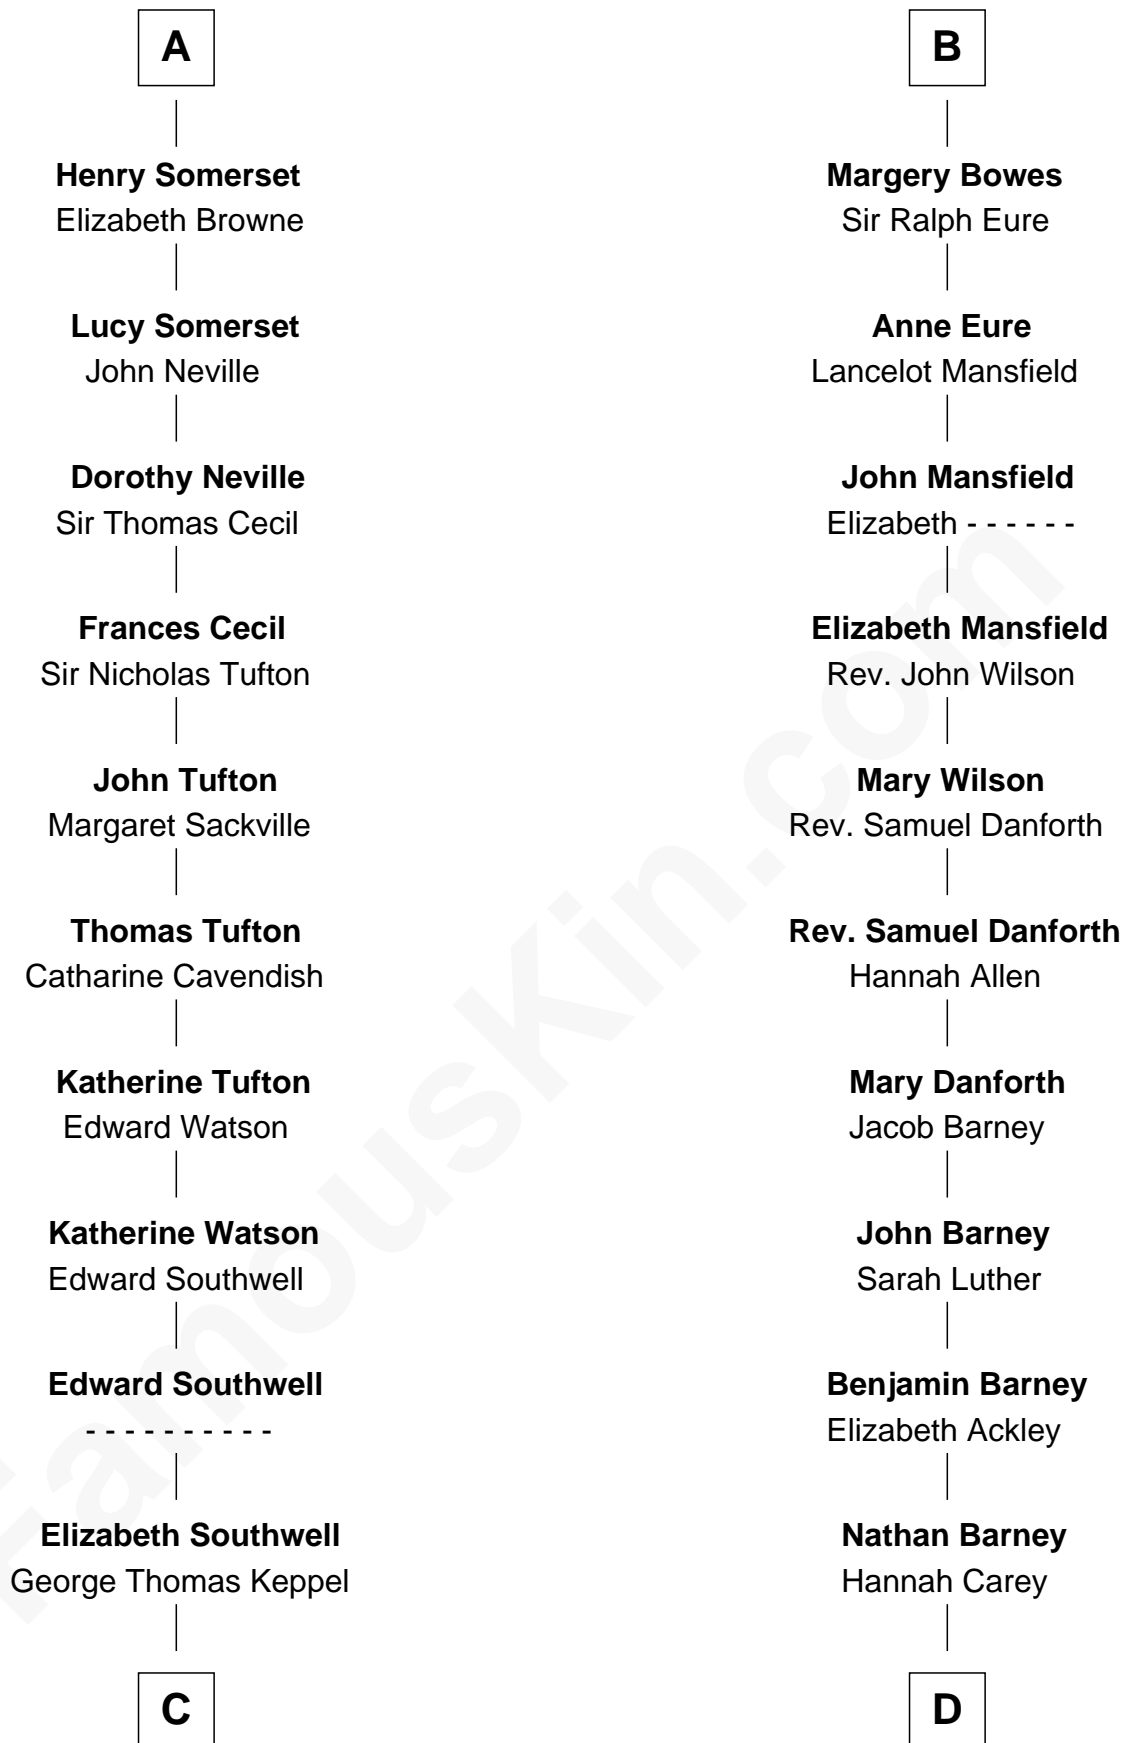 A
Henry Somerset
Elizabeth Browne
Lucy Somerset
John Neville
Dorothy Neville
Sir Thomas Cecil
Frances Cecil
Sir Nicholas Tufton
John Tufton
Margaret Sackville
Thomas Tufton
Catharine Cavendish
Katherine Tufton
Edward Watson
Katherine Watson
Edward Southwell
Edward Southwell
- - - - - - - - - -
Elizabeth Southwell
George Thomas Keppel
C
B
Margery Bowes
Sir Ralph Eure
Anne Eure
Lancelot Mansfield
John Mansfield
Elizabeth - - - - - -
Elizabeth Mansfield
Rev. John Wilson
Mary Wilson
Rev. Samuel Danforth
Rev. Samuel Danforth
Hannah Allen
Mary Danforth
Jacob Barney
John Barney
Sarah Luther
Benjamin Barney
Elizabeth Ackley
Nathan Barney
Hannah Carey
D
FamousKin.com